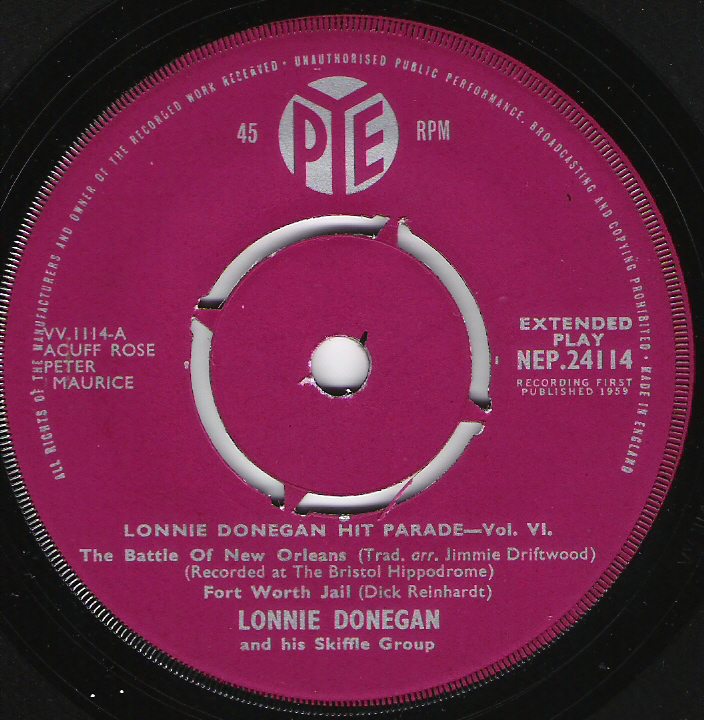 ALL RIGHTS OF THE MANUFACTURERS AND OWNER OF THE RECORDED WORK RESERVED · UNAUTHORISED PUBLIC PERFORMANCE, BROADCASTING AND COPYING PROHIBITED · MADE IN ENGLAND
PYE
45 RPM
VV.1114-A
ACUFF ROSE
PETER
MAURICE
EXTENDED
PLAY
NEP.24114
RECORDING FIRST
PUBLISHED 1959
LONNIE DONEGAN HIT PARADE—Vol. VI.
The Battle Of New Orleans (Trad. arr. Jimmie Driftwood)
(Recorded at The Bristol Hippodrome)
Fort Worth Jail (Dick Reinhardt)
LONNIE DONEGAN
and his Skiffle Group